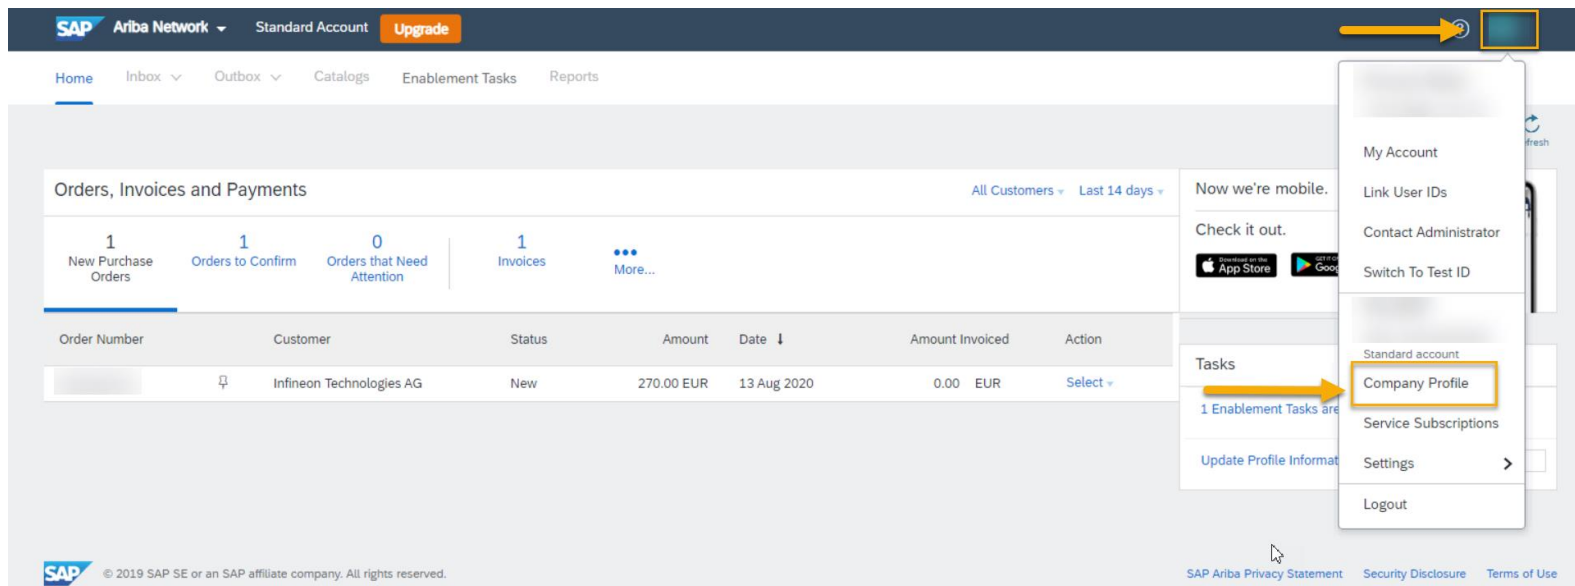 SAP Ariba Network Standard Account Upgrade
Home Inbox Outbox Catalogs Enablement Tasks Reports
My Account
Link User IDs
Contact Administrator
Switch To Test ID
Standard account
Company Profile
Service Subscriptions
Settings
Logout
Orders, Invoices and Payments All Customers Last 14 days
1
New Purchase
Orders
1
Orders to Confirm
0
Orders that Need
Attention
1
Invoices
More...
Now we're mobile.
Check it out.
Download on the
App Store
Order Number Customer Status Amount Date Amount Invoiced Action
Infineon Technologies AG New 270.00 EUR 13 Aug 2020 0.00 EUR Select
Tasks
1 Enablement Tasks are
Update Profile Informat
SAP © 2019 SAP SE or an SAP affiliate company. All rights reserved.
SAP Ariba Privacy Statement Security Disclosure Terms of Use